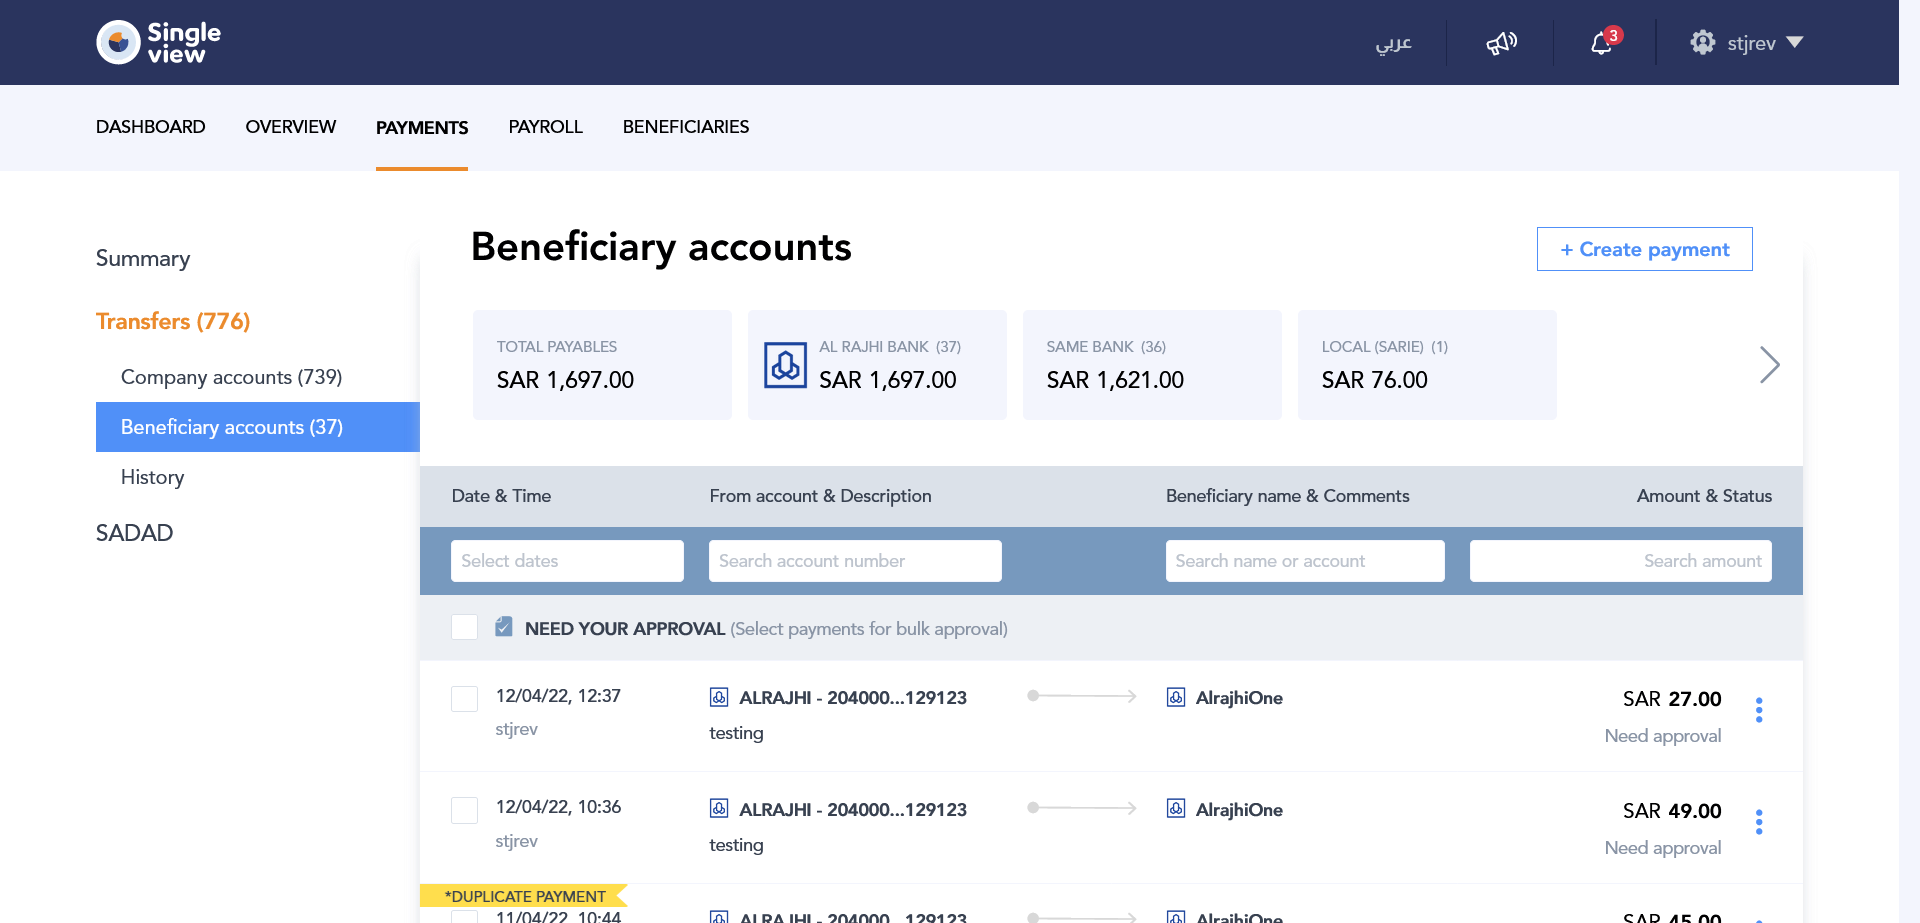 Single
view
عربي
3
stjrev
DASHBOARD OVERVIEW PAYMENTS PAYROLL BENEFICIARIES
Summary
Transfers (776)
Company accounts (739)
Beneficiary accounts (37)
History
SADAD
Beneficiary accounts
+ Create payment
TOTAL PAYABLES
SAR 1,697.00
AL RAJHI BANK (37)
SAR 1,697.00
SAME BANK (36)
SAR 1,621.00
LOCAL (SARIE) (1)
SAR 76.00
Date & Time From account & Description Beneficiary name & Comments Amount & Status
Select dates Search account number Search name or account Search amount
NEED YOUR APPROVAL (Select payments for bulk approval)
12/04/22, 12:37 ALRAJHI - 204000...129123 AlrajhiOne SAR 27.00
stjrev testing Need approval
12/04/22, 10:36 ALRAJHI - 204000...129123 AlrajhiOne SAR 49.00
stjrev testing Need approval
*DUPLICATE PAYMENT
11/04/22, 10:44 ALRAJHI - 204000...129123 AlrajhiOne SAR 45.00